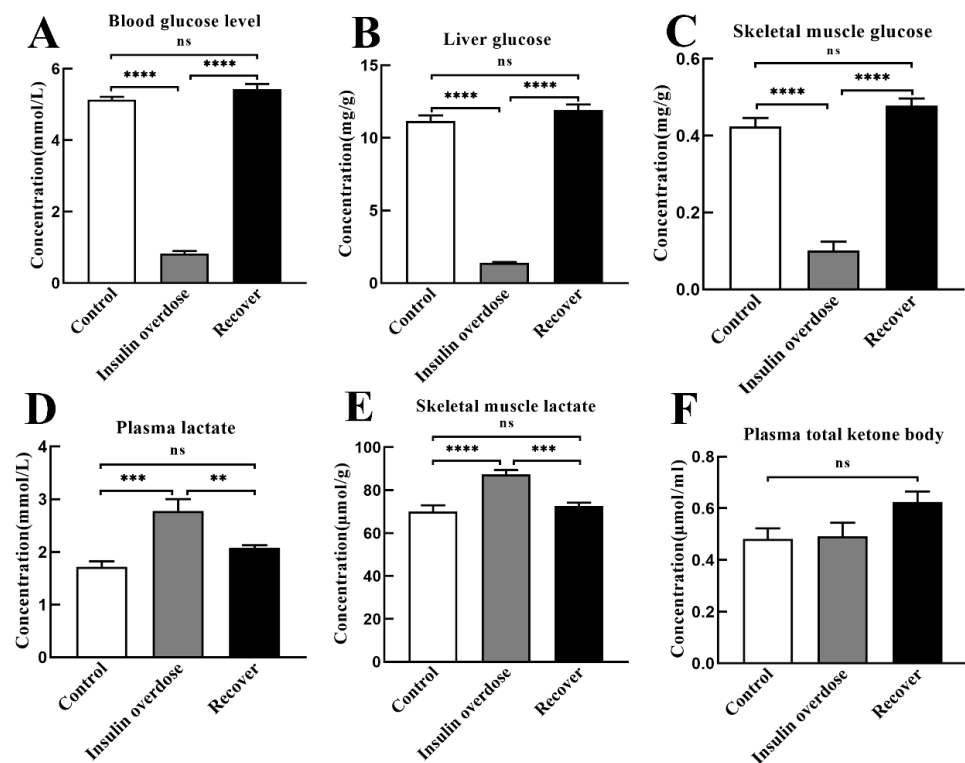 A
Blood glucose level
ns
**** ****
Concentration(mmol/L)
6
4
2
0
Control
Insulin overdose
Recover
B
Liver glucose
ns
**** ****
Concentration(mg/g)
15
10
5
0
Control
Insulin overdose
Recover
C
Skeletal muscle glucose
ns
**** ****
Concentration(mg/g)
0.6
0.4
0.2
0.0
Control
Insulin overdose
Recover
D
Plasma lactate
ns
*** **
Concentration(mmol/L)
4
3
2
1
0
Control
Insulin overdose
Recover
E
Skeletal muscle lactate
ns
**** ***
Concentration(μmol/g)
100
80
60
40
20
0
Control
Insulin overdose
Recover
F
Plasma total ketone body
ns
Concentration(μmol/ml)
0.8
0.6
0.4
0.2
0.0
Control
Insulin overdose
Recover